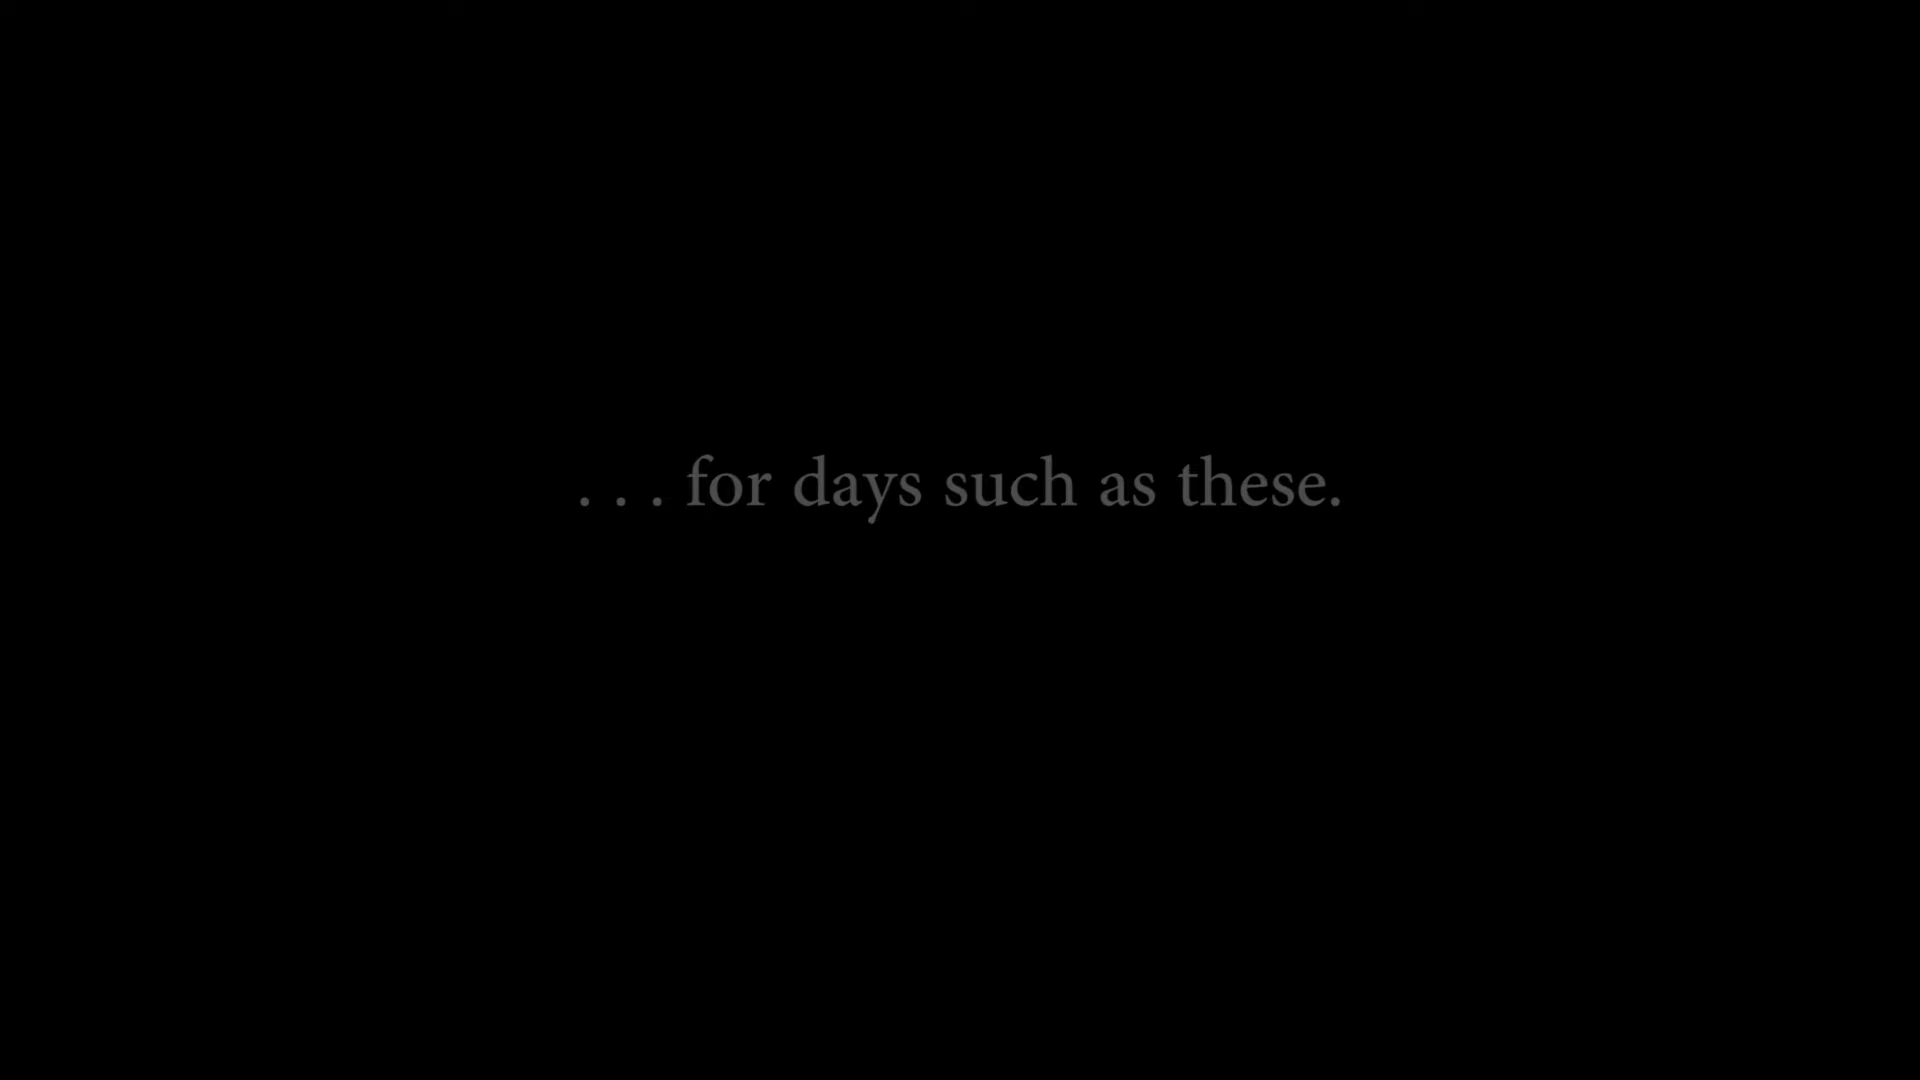 . . . for days such as these.